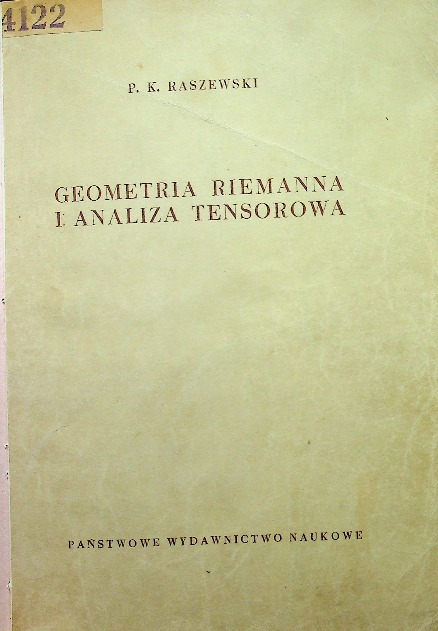 4122
P. K. RASZEWSKI
GEOMETRIA RIEMANNA
I ANALIZA TENSOROWA
PAŃSTWOWE WYDAWNICTWO NAUKOWE